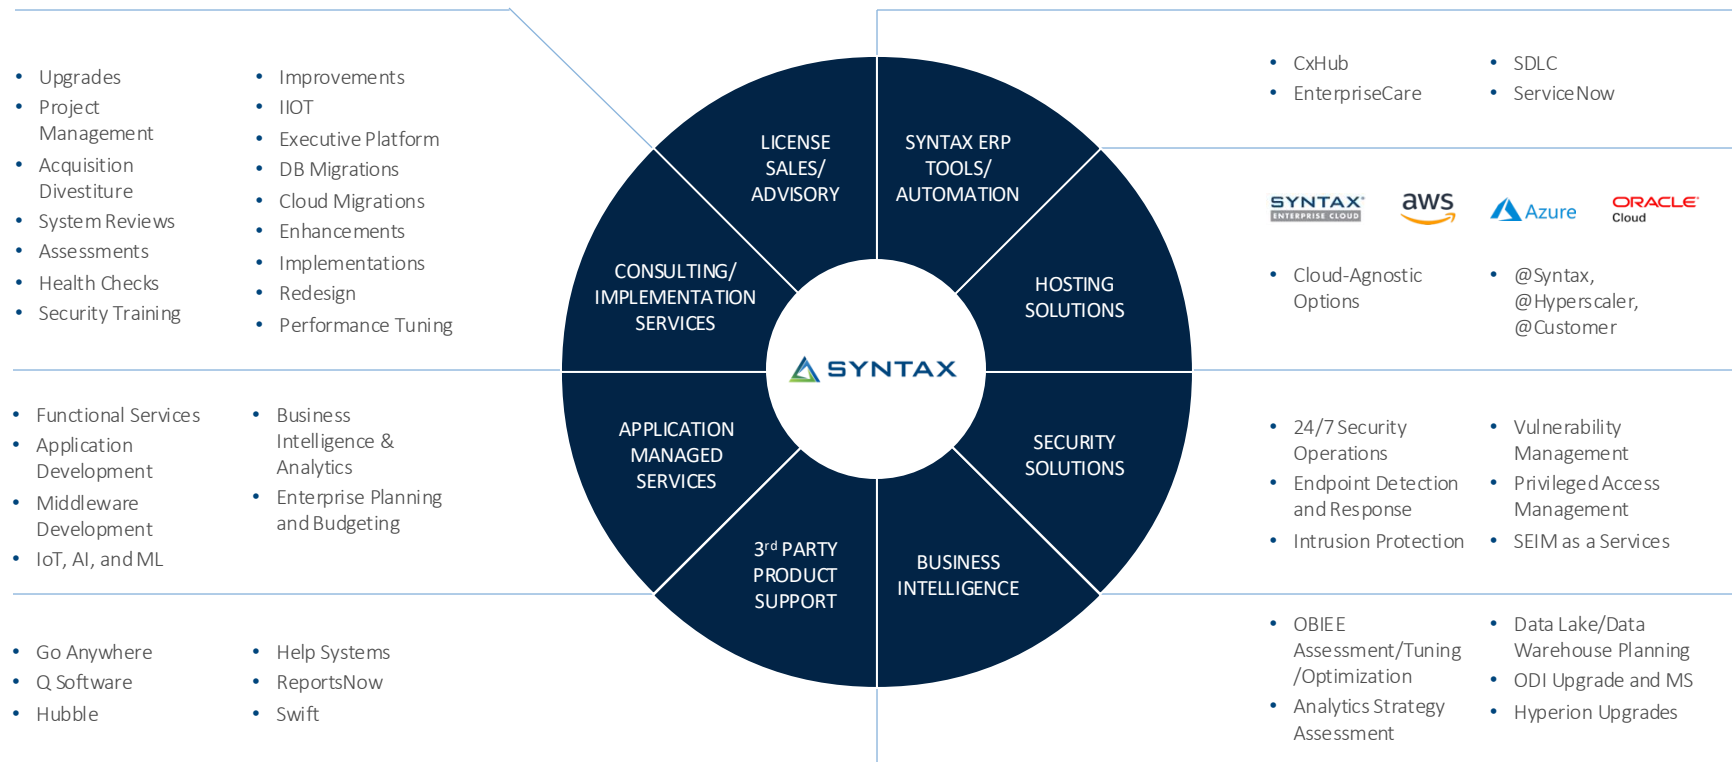 • Upgrades
• Project
Management
• Acquisition
Divestiture
• System Reviews
• Assessments
• Health Checks
• Security Training
• Improvements
• IIOT
• Executive Platform
• DB Migrations
• Cloud Migrations
• Enhancements
• Implementations
• Redesign
• Performance Tuning
• Functional Services
• Application
Development
• Middleware
Development
• IoT, AI, and ML
• Business
Intelligence &
Analytics
• Enterprise Planning
and Budgeting
• Go Anywhere
• Q Software
• Hubble
• Help Systems
• ReportsNow
• Swift
LICENSE
SALES/
ADVISORY
SYNTAX ERP
TOOLS/
AUTOMATION
CONSULTING/
IMPLEMENTATION
SERVICES
HOSTING
SOLUTIONS
SYNTAX
APPLICATION
MANAGED
SERVICES
SECURITY
SOLUTIONS
3rd PARTY
PRODUCT
SUPPORT
BUSINESS
INTELLIGENCE
• CxHub
• EnterpriseCare
• SDLC
• ServiceNow
SYNTAX®
ENTERPRISE CLOUD
aws
Azure
ORACLE®
Cloud
• Cloud-Agnostic
Options
• @Syntax,
@Hyperscaler,
@Customer
• 24/7 Security
Operations
• Endpoint Detection
and Response
• Intrusion Protection
• Vulnerability
Management
• Privileged Access
Management
• SEIM as a Services
• OBIEE
Assessment/Tuning
/Optimization
• Analytics Strategy
Assessment
• Data Lake/Data
Warehouse Planning
• ODI Upgrade and MS
• Hyperion Upgrades